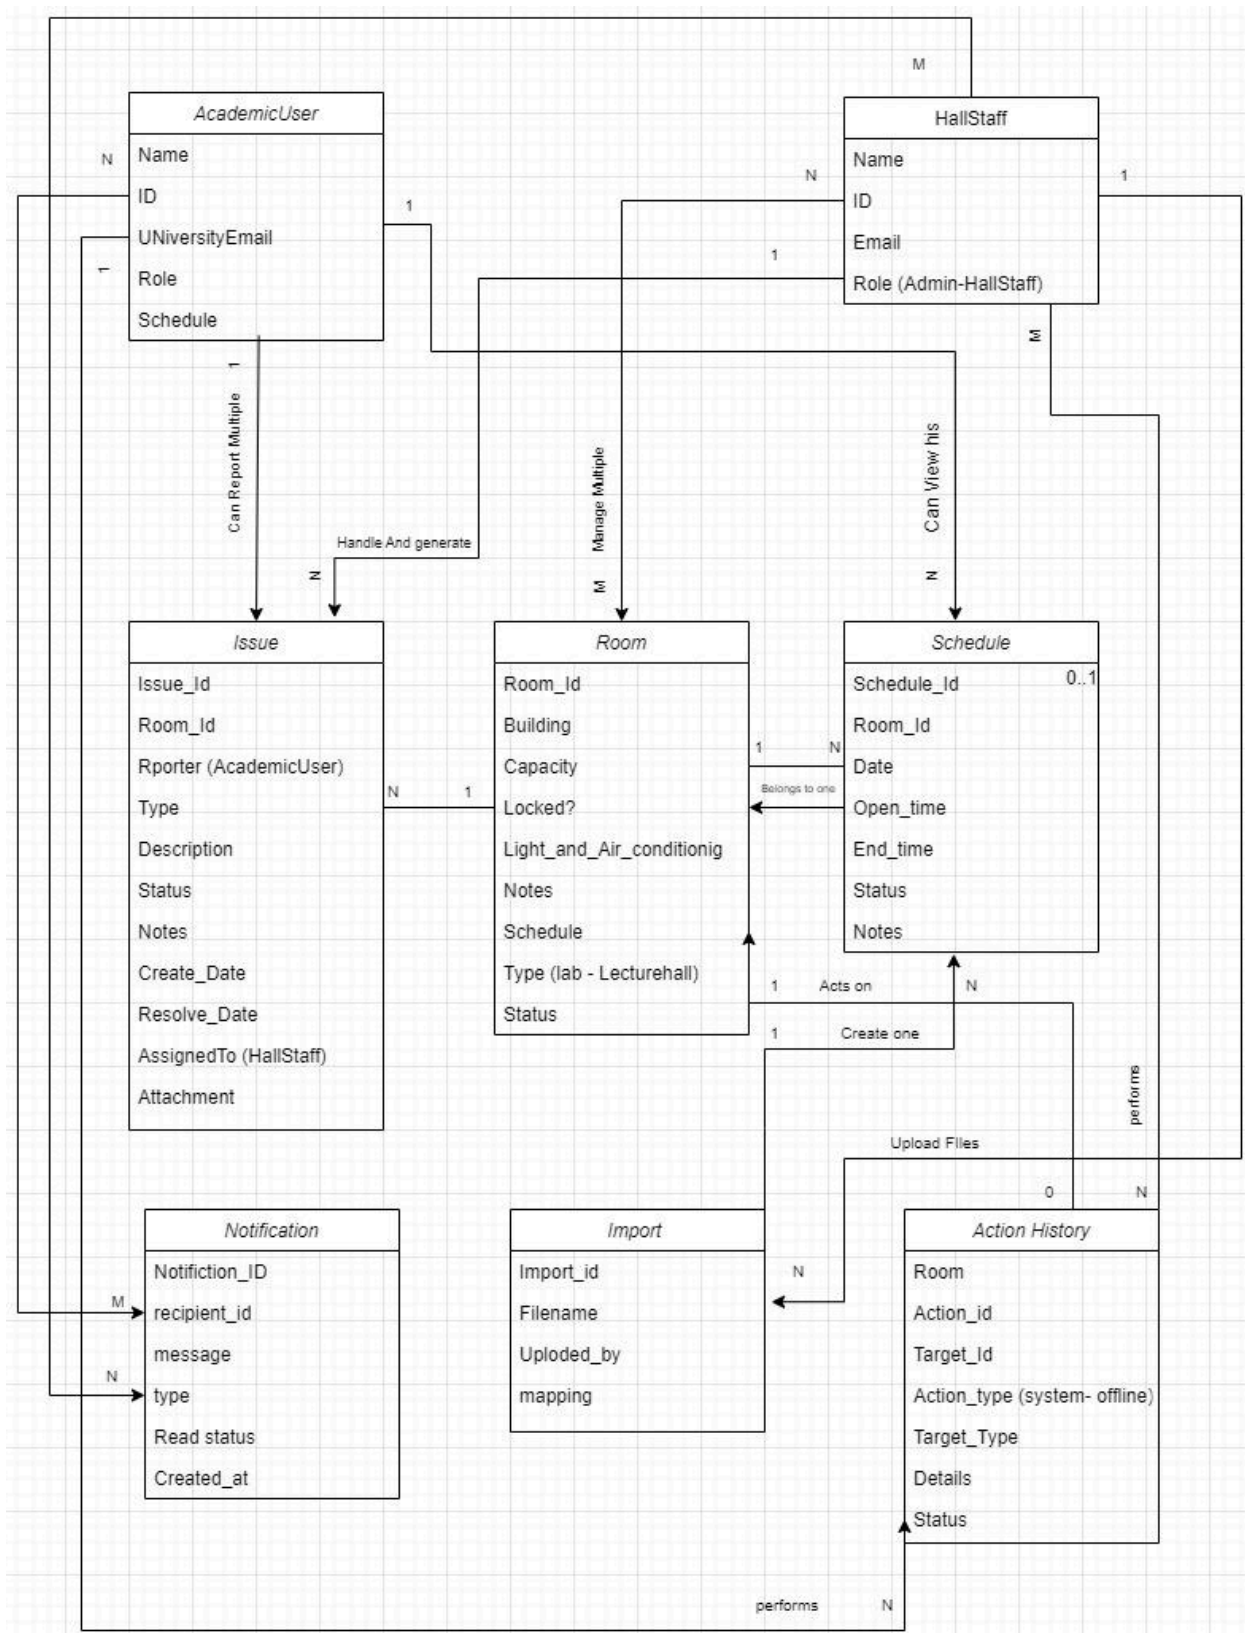 M
AcademicUser
Name
ID
UNiversityEmail
Role
Schedule
HallStaff
Name
ID
Email
Role (Admin-HallStaff)
N
1
1
N
1
1
M
1
Can Report Multiple
Handle And generate
N
Manage Multiple
M
Can View his
N
Issue
Issue_Id
Room_Id
Rporter (AcademicUser)
Type
Description
Status
Notes
Create_Date
Resolve_Date
AssignedTo (HallStaff)
Attachment
N
1
Room
Room_Id
Building
Capacity
Locked?
Light_and_Air_conditionig
Notes
Schedule
Type (lab - Lecturehall)
Status
1
N
Belongs to one
Schedule
0..1
Schedule_Id
Room_Id
Date
Open_time
End_time
Status
Notes
1
Acts on
N
1
Create one
performs
Upload FIles
0
N
Notification
Notifiction_ID
recipient_id
message
type
Read status
Created_at
M
N
Import
Import_id
Filename
Uploded_by
mapping
N
Action History
Room
Action_id
Target_Id
Action_type (system- offline)
Target_Type
Details
Status
performs
N